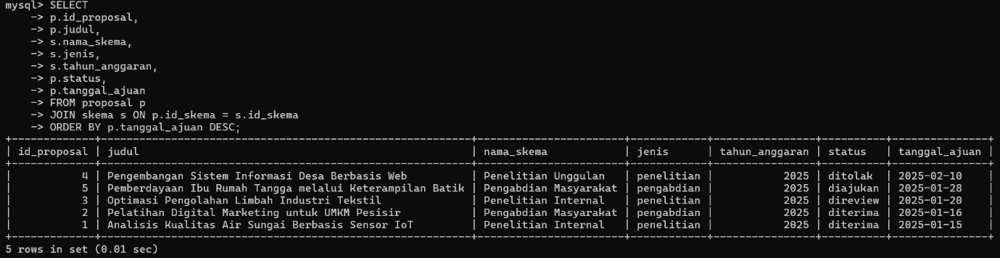 mysql> SELECT
    -> p.id_proposal,
    -> p.judul,
    -> s.nama_skema,
    -> s.jenis,
    -> s.tahun_anggaran,
    -> p.status,
    -> p.tanggal_ajuan
    -> FROM proposal p
    -> JOIN skema s ON p.id_skema = s.id_skema
    -> ORDER BY p.tanggal_ajuan DESC;
+-------------+----------------------------------------------------------+-----------------------+------------+----------------+----------+---------------+
| id_proposal | judul                                                    | nama_skema            | jenis      | tahun_anggaran | status   | tanggal_ajuan |
+-------------+----------------------------------------------------------+-----------------------+------------+----------------+----------+---------------+
|           4 | Pengembangan Sistem Informasi Desa Berbasis Web          | Penelitian Unggulan   | penelitian |           2025 | ditolak  | 2025-02-10    |
|           5 | Pemberdayaan Ibu Rumah Tangga melalui Keterampilan Batik | Pengabdian Masyarakat | pengabdian |           2025 | diajukan | 2025-01-28    |
|           3 | Optimasi Pengolahan Limbah Industri Tekstil              | Penelitian Internal   | penelitian |           2025 | direview | 2025-01-20    |
|           2 | Pelatihan Digital Marketing untuk UMKM Pesisir           | Pengabdian Masyarakat | pengabdian |           2025 | diterima | 2025-01-16    |
|           1 | Analisis Kualitas Air Sungai Berbasis Sensor IoT         | Penelitian Internal   | penelitian |           2025 | diterima | 2025-01-15    |
+-------------+----------------------------------------------------------+-----------------------+------------+----------------+----------+---------------+
5 rows in set (0.01 sec)